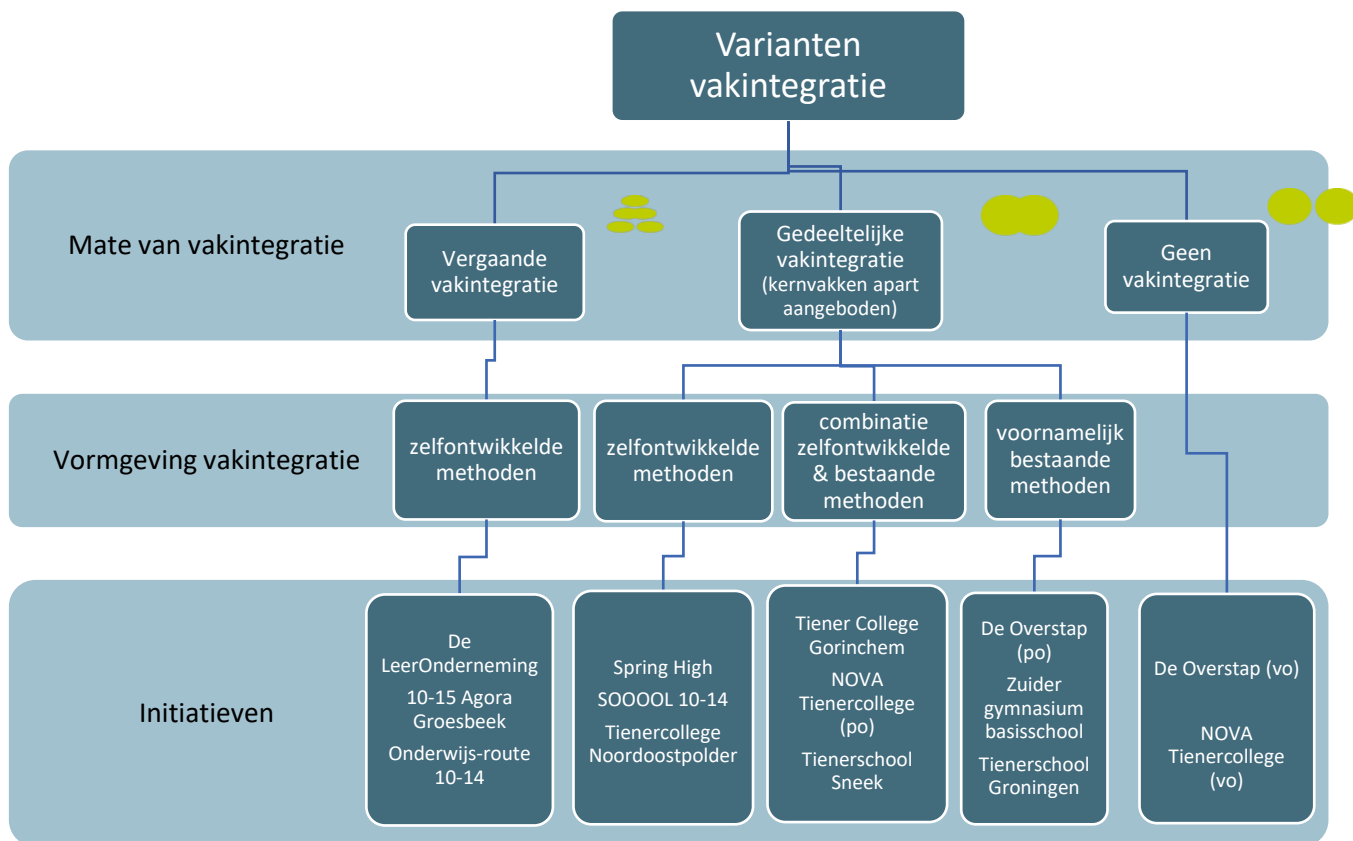 Varianten
vakintegratie
Mate van vakintegratie
Vergaande
vakintegratie
Gedeeltelijke
vakintegratie
(kernvakken apart
aangeboden)
Geen
vakintegratie
Vormgeving vakintegratie
zelfontwikkelde
methoden
zelfontwikkelde
methoden
combinatie
zelfontwikkelde
& bestaande
methoden
voornamelijk
bestaande
methoden
Initiatieven
De
LeerOnderneming
10-15 Agora
Groesbeek
Onderwijs-route
10-14
Spring High
SOOOOL 10-14
Tienercollege
Noordoostpolder
Tiener College
Gorinchem
NOVA
Tienercollege
(po)
Tienerschool
Sneek
De Overstap
(po)
Zuider
gymnasium
basisschool
Tienerschool
Groningen
De Overstap (vo)
NOVA
Tienercollege
(vo)